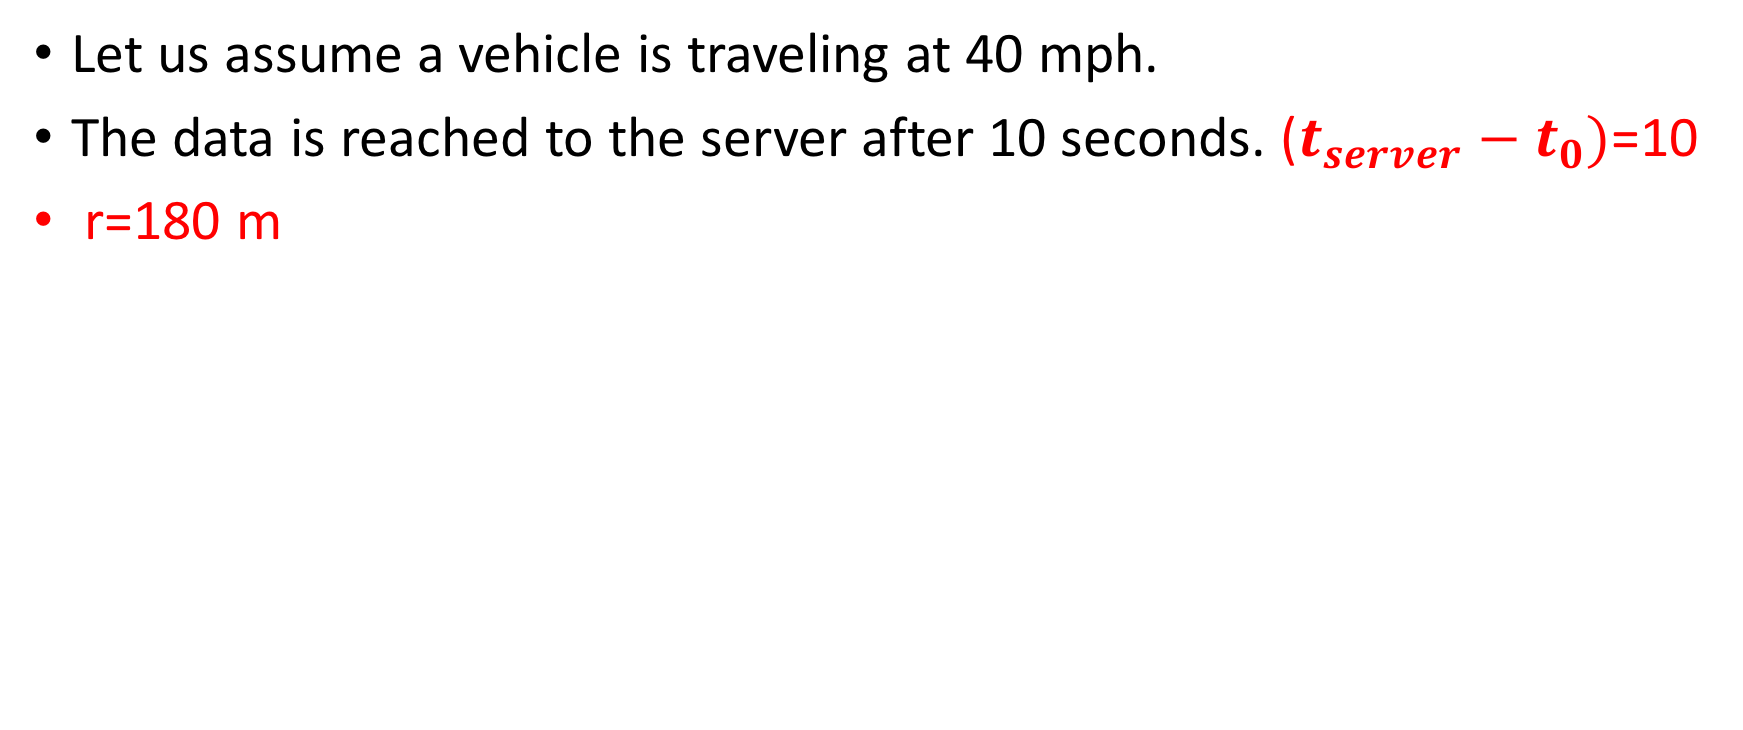 • Let us assume a vehicle is traveling at 40 mph.
• The data is reached to the server after 10 seconds. (t_server − t_0)=10
• r=180 m